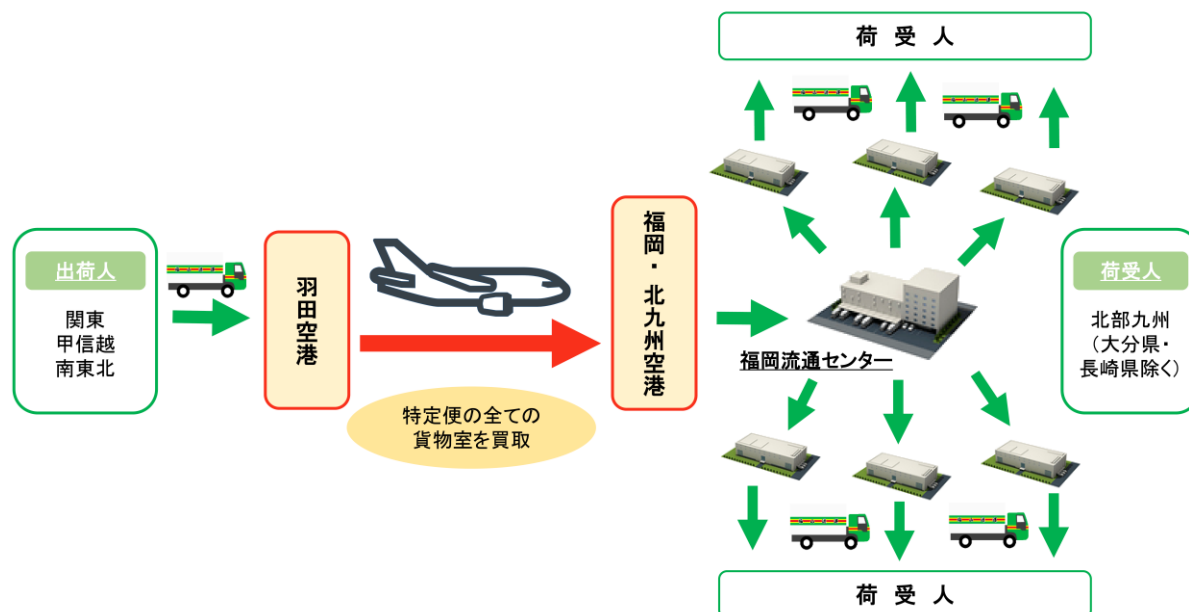 荷受人
出荷人
関東
甲信越
南東北
羽田空港
特定便の全ての
貨物室を買取
福岡・北九州空港
福岡流通センター
荷受人
北部九州
（大分県・
長崎県除く）
荷受人